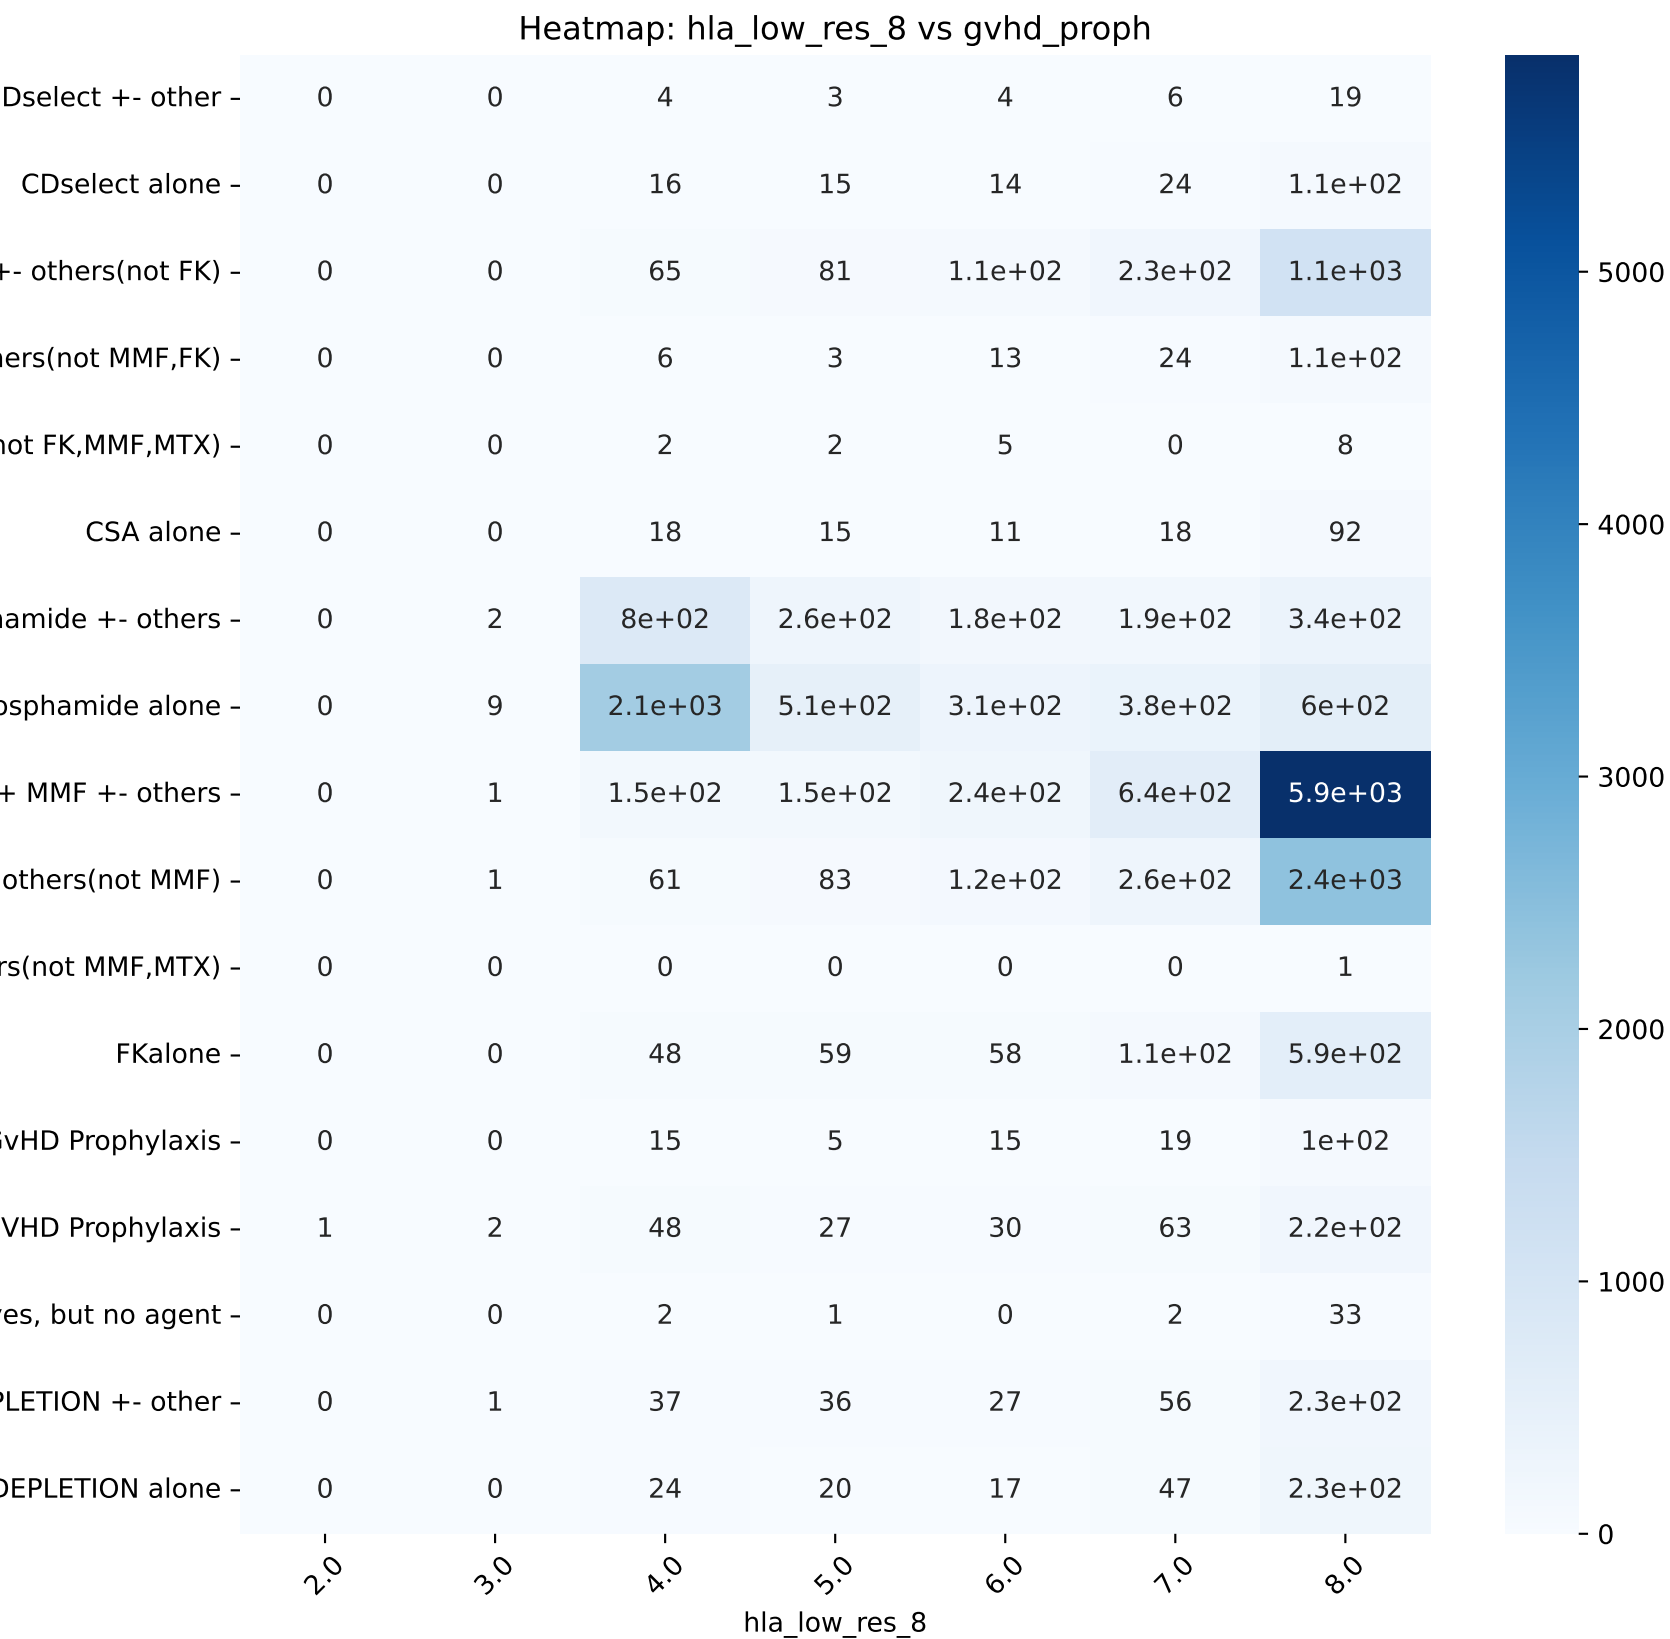 Heatmap: hla_low_res_8 vs gvhd_proph
Dselect +- other 0 0 4 3 4 6 19
CDselect alone 0 0 16 15 14 24 1.1e+02
+- others(not FK) 0 0 65 81 1.1e+02 2.3e+02 1.1e+03
ers(not MMF,FK) 0 0 6 3 13 24 1.1e+02
not FK,MMF,MTX) 0 0 2 2 5 0 8
CSA alone 0 0 18 15 11 18 92
amide +- others 0 2 8e+02 2.6e+02 1.8e+02 1.9e+02 3.4e+02
osphamide alone 0 9 2.1e+03 5.1e+02 3.1e+02 3.8e+02 6e+02
+ MMF +- others 0 1 1.5e+02 1.5e+02 2.4e+02 6.4e+02 5.9e+03
others(not MMF) 0 1 61 83 1.2e+02 2.6e+02 2.4e+03
rs(not MMF,MTX) 0 0 0 0 0 0 1
FKalone 0 0 48 59 58 1.1e+02 5.9e+02
GvHD Prophylaxis 0 0 15 5 15 19 1e+02
VHD Prophylaxis 1 2 48 27 30 63 2.2e+02
yes, but no agent 0 0 2 1 0 2 33
PLETION +- other 0 1 37 36 27 56 2.3e+02
DEPLETION alone 0 0 24 20 17 47 2.3e+02
2.0 3.0 4.0 5.0 6.0 7.0 8.0
hla_low_res_8
5000
4000
3000
2000
1000
0